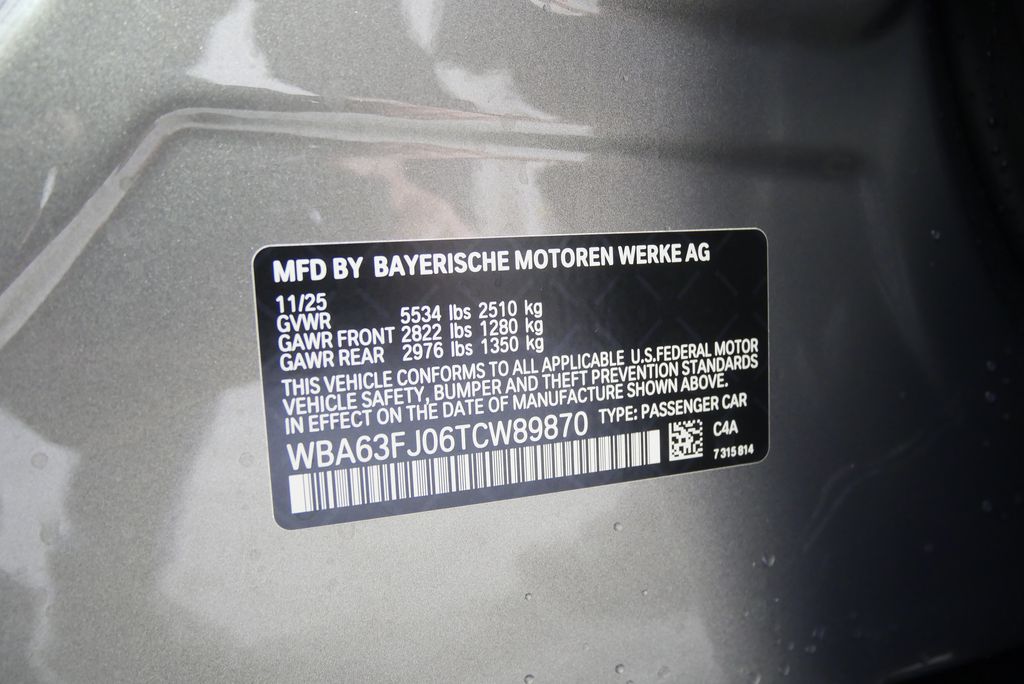 MFD BY BAYERISCHE MOTOREN WERKE AG
11/25
GVWR 5534 lbs 2510 kg
GAWR FRONT 2822 lbs 1280 kg
GAWR REAR 2976 lbs 1350 kg
THIS VEHICLE CONFORMS TO ALL APPLICABLE U.S.FEDERAL MOTOR
VEHICLE SAFETY, BUMPER AND THEFT PREVENTION STANDARDS
IN EFFECT ON THE DATE OF MANUFACTURE SHOWN ABOVE.
WBA63FJ06TCW89870 TYPE: PASSENGER CAR
C4A
7 315 814